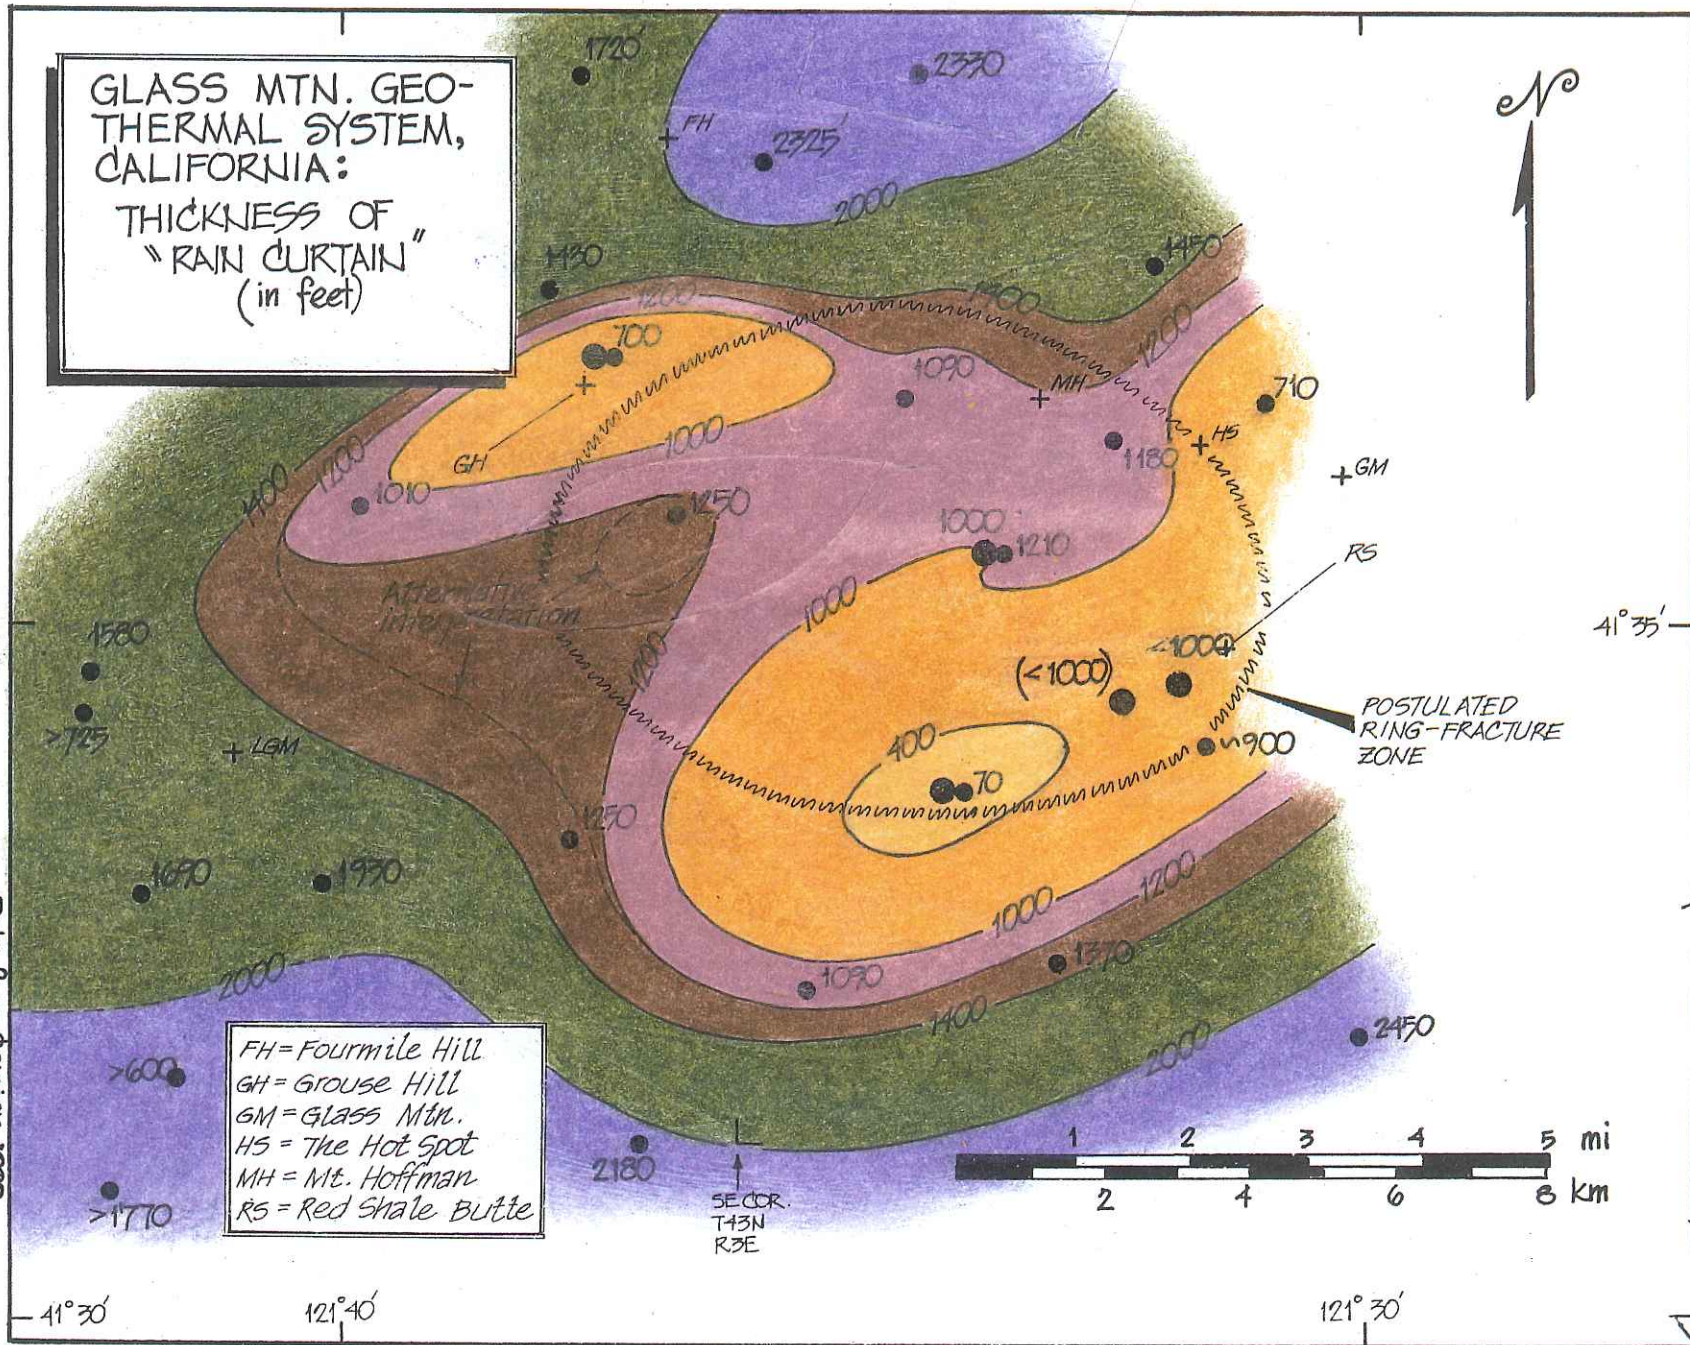 GLASS MTN. GEO-
THERMAL SYSTEM,
CALIFORNIA:
THICKNESS OF
"RAIN CURTAIN"
(in feet)
1720'
2330
FH
2325'
2000
N
1430
1450
1200
1400
700
1200
1090
MH
710
GH
1000
HS
1180
GM
1400
1200
1010
1250
1000
1210
RS
Alternative
interpretation
1000
41°35'
1580
<1000
(<1000)
1200
>725
LGM
400
~900
POSTULATED
RING-FRACTURE
ZONE
70
1250
1690
1930
1200
1000
2000
1090
1370
1400
2450
2000
FH = Fourmile Hill
GH = Grouse Hill
GM = Glass Mtn.
HS = The Hot Spot
MH = Mt. Hoffman
RS = Red Shale Butte
>600
2180
>1770
SE COR.
T43N
R3E
1 2 3 4 5 mi
2 4 6 8 km
41°30'
121°40'
121°30'